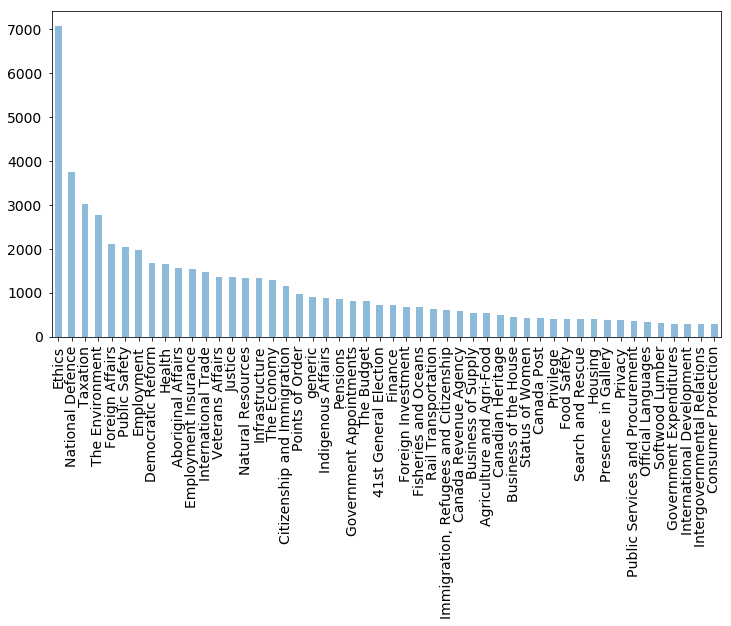 7000
6000
5000
4000
3000
2000
1000
0
Ethics
National Defence
Taxation
The Environment
Foreign Affairs
Public Safety
Employment
Democratic Reform
Health
Aboriginal Affairs
Employment Insurance
International Trade
Veterans Affairs
Justice
Natural Resources
Infrastructure
The Economy
Citizenship and Immigration
Points of Order
generic
Indigenous Affairs
Pensions
Government Appointments
The Budget
41st General Election
Finance
Foreign Investment
Fisheries and Oceans
Rail Transportation
Immigration, Refugees and Citizenship
Canada Revenue Agency
Business of Supply
Agriculture and Agri-Food
Canadian Heritage
Business of the House
Status of Women
Canada Post
Privilege
Food Safety
Search and Rescue
Housing
Presence in Gallery
Privacy
Public Services and Procurement
Official Languages
Softwood Lumber
Government Expenditures
International Development
Intergovernmental Relations
Consumer Protection